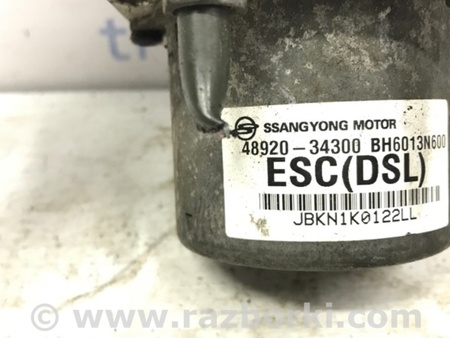 SSANGYONG MOTOR
48920-34300 BH6013N600
ESC(DSL)
JBKN1K0122LL
© www.razborki.com